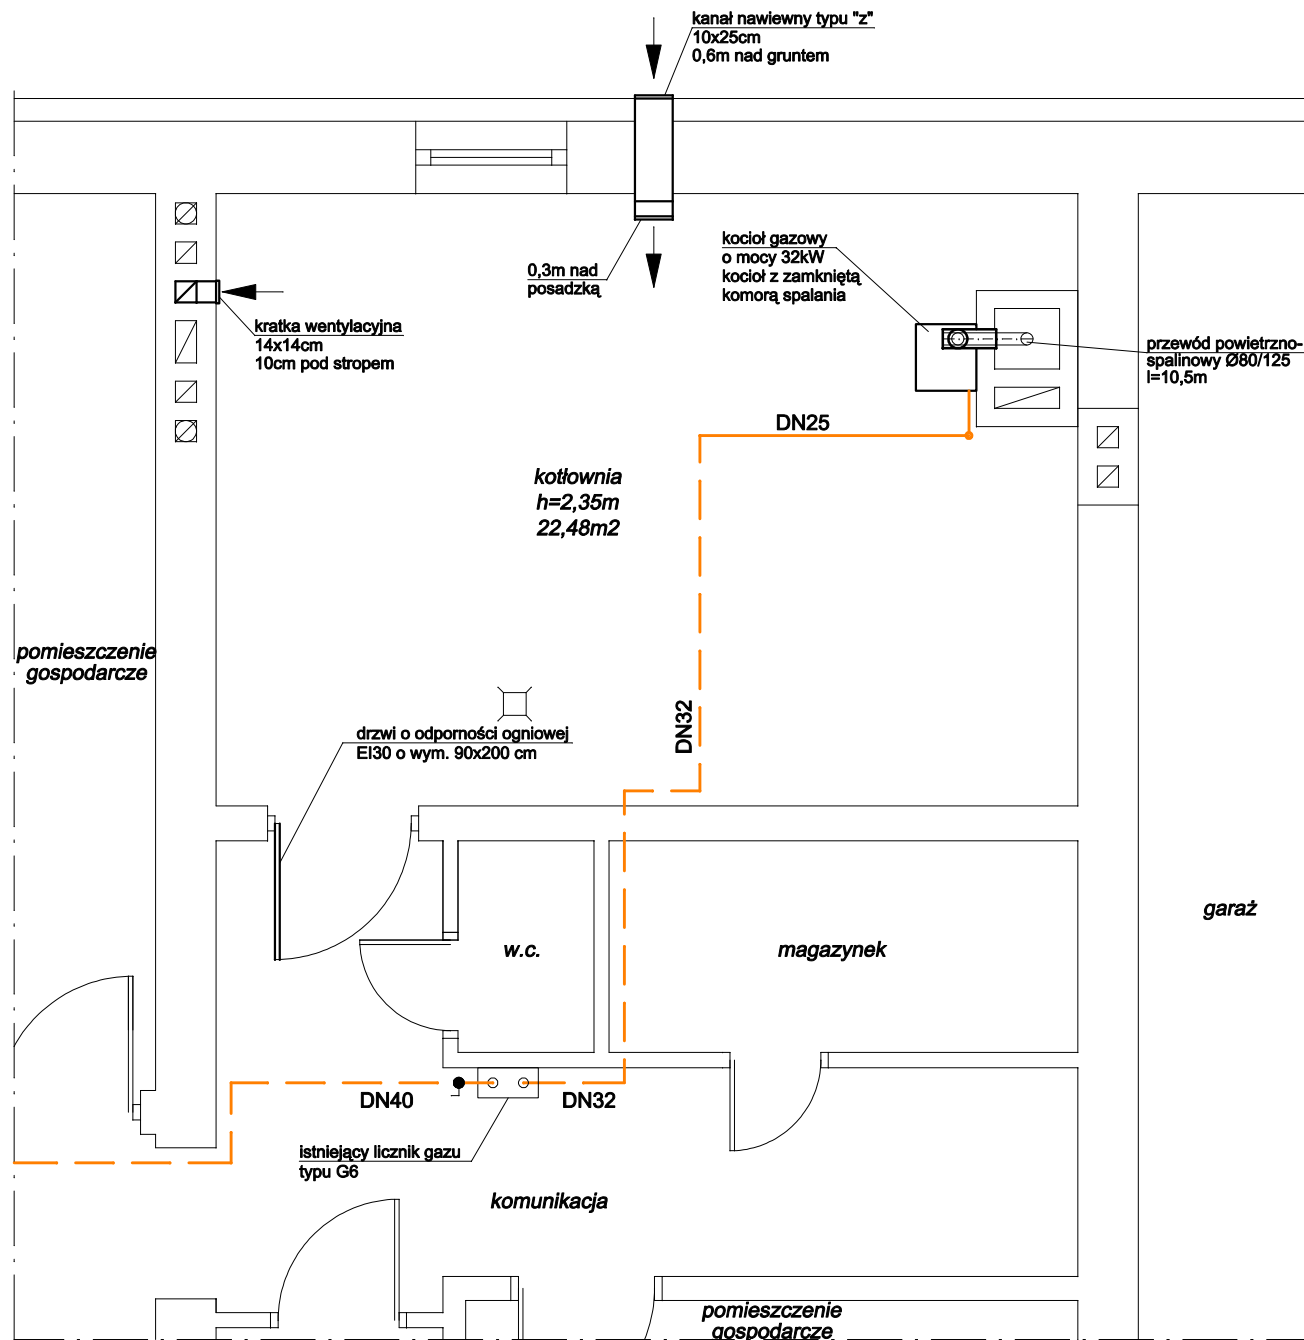 kanał nawiewny typu "z"
10x25cm
0,6m nad gruntem
kocioł gazowy
o mocy 32kW
kocioł z zamkniętą
komorą spalania
0,3m nad
posadzką
kratka wentylacyjna
14x14cm
10cm pod stropem
przewód powietrzno-
spalinowy Ø80/125
l=10,5m
DN25
kotłownia
h=2,35m
22,48m2
pomieszczenie
gospodarcze
DN32
drzwi o odporności ogniowej
EI30 o wym. 90x200 cm
garaż
w.c.
magazynek
DN40
DN32
istniejący licznik gazu
typu G6
komunikacja
pomieszczenie
gospodarcze